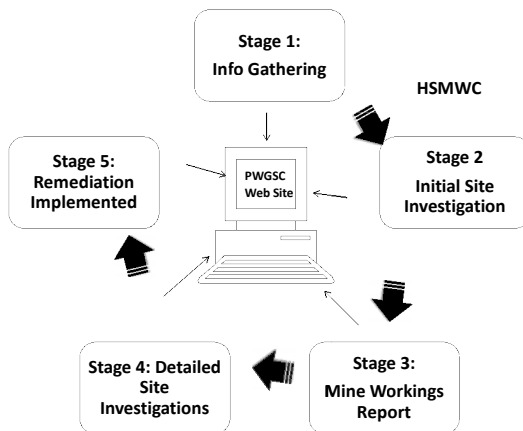 Stage 1:
Info Gathering
HSMWC
Stage 2
Initial Site
Investigation
Stage 3:
Mine Workings
Report
Stage 4: Detailed
Site
Investigations
Stage 5:
Remediation
Implemented
PWGSC
Web Site